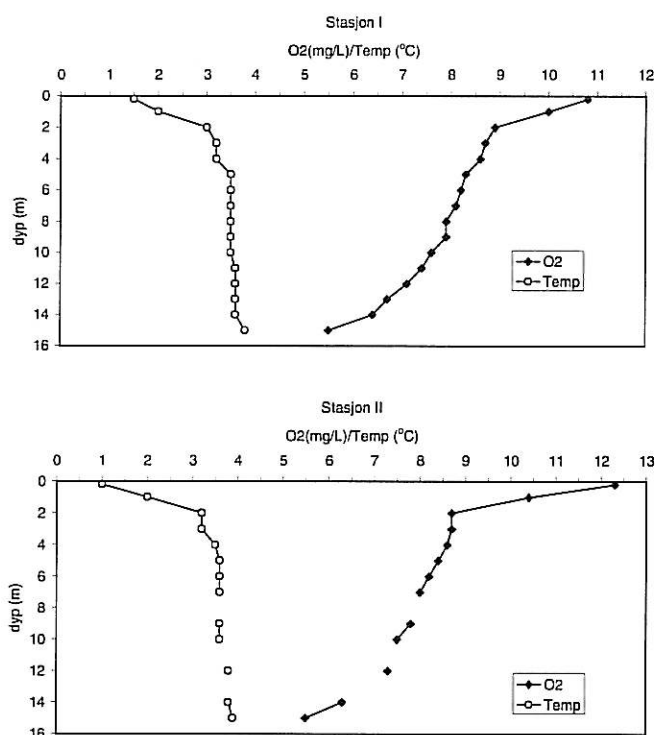 Stasjon I
O2(mg/L)/Temp (°C)
0 1 2 3 4 5 6 7 8 9 10 11 12
0
2
4
6
8
10
12
14
16
dyp (m)
O2
Temp
Stasjon II
O2(mg/L)/Temp (°C)
0 1 2 3 4 5 6 7 8 9 10 11 12 13
0
2
4
6
8
10
12
14
16
dyp (m)
O2
Temp